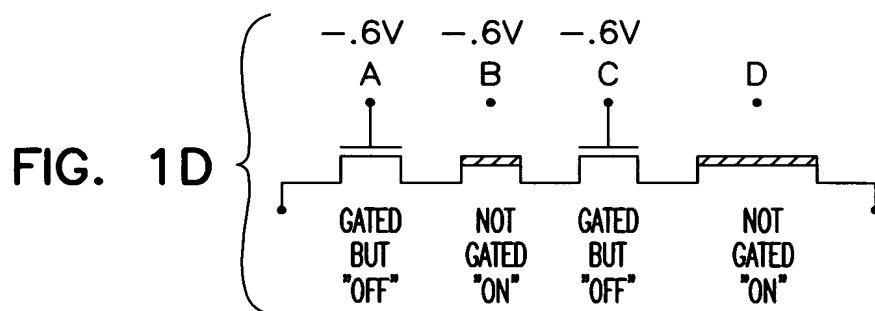 -.6V -.6V -.6V
A B C D
FIG. 1D
GATED NOT GATED NOT
BUT GATED BUT GATED
"OFF" "ON" "OFF" "ON"